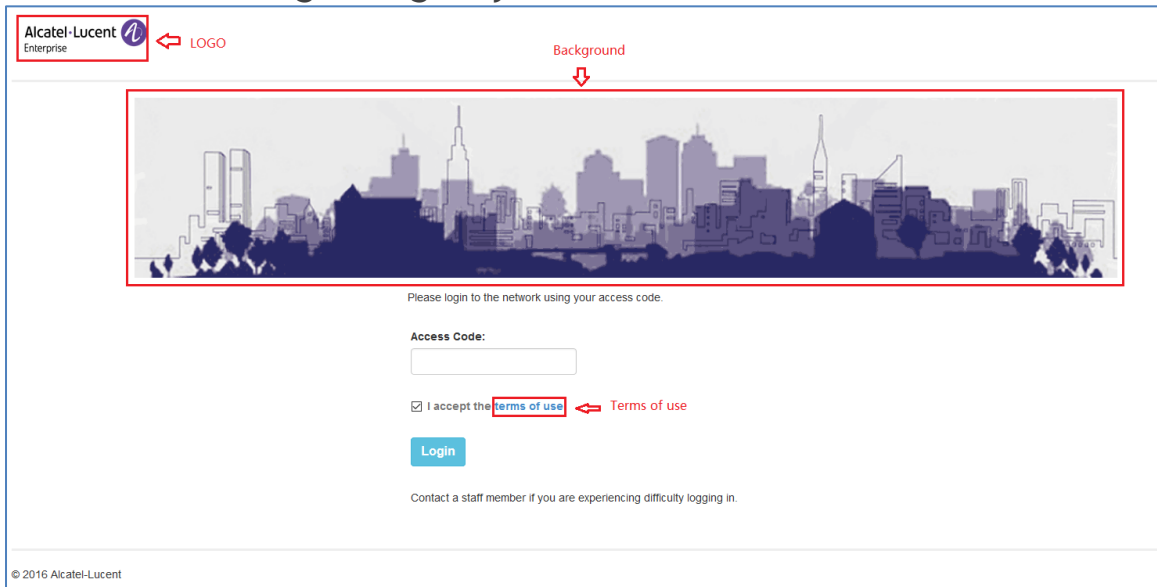 Alcatel·Lucent
Enterprise
LOGO
Background
Please login to the network using your access code.
Access Code:
I accept the terms of use
Terms of use
Login
Contact a staff member if you are experiencing difficulty logging in.
© 2016 Alcatel-Lucent